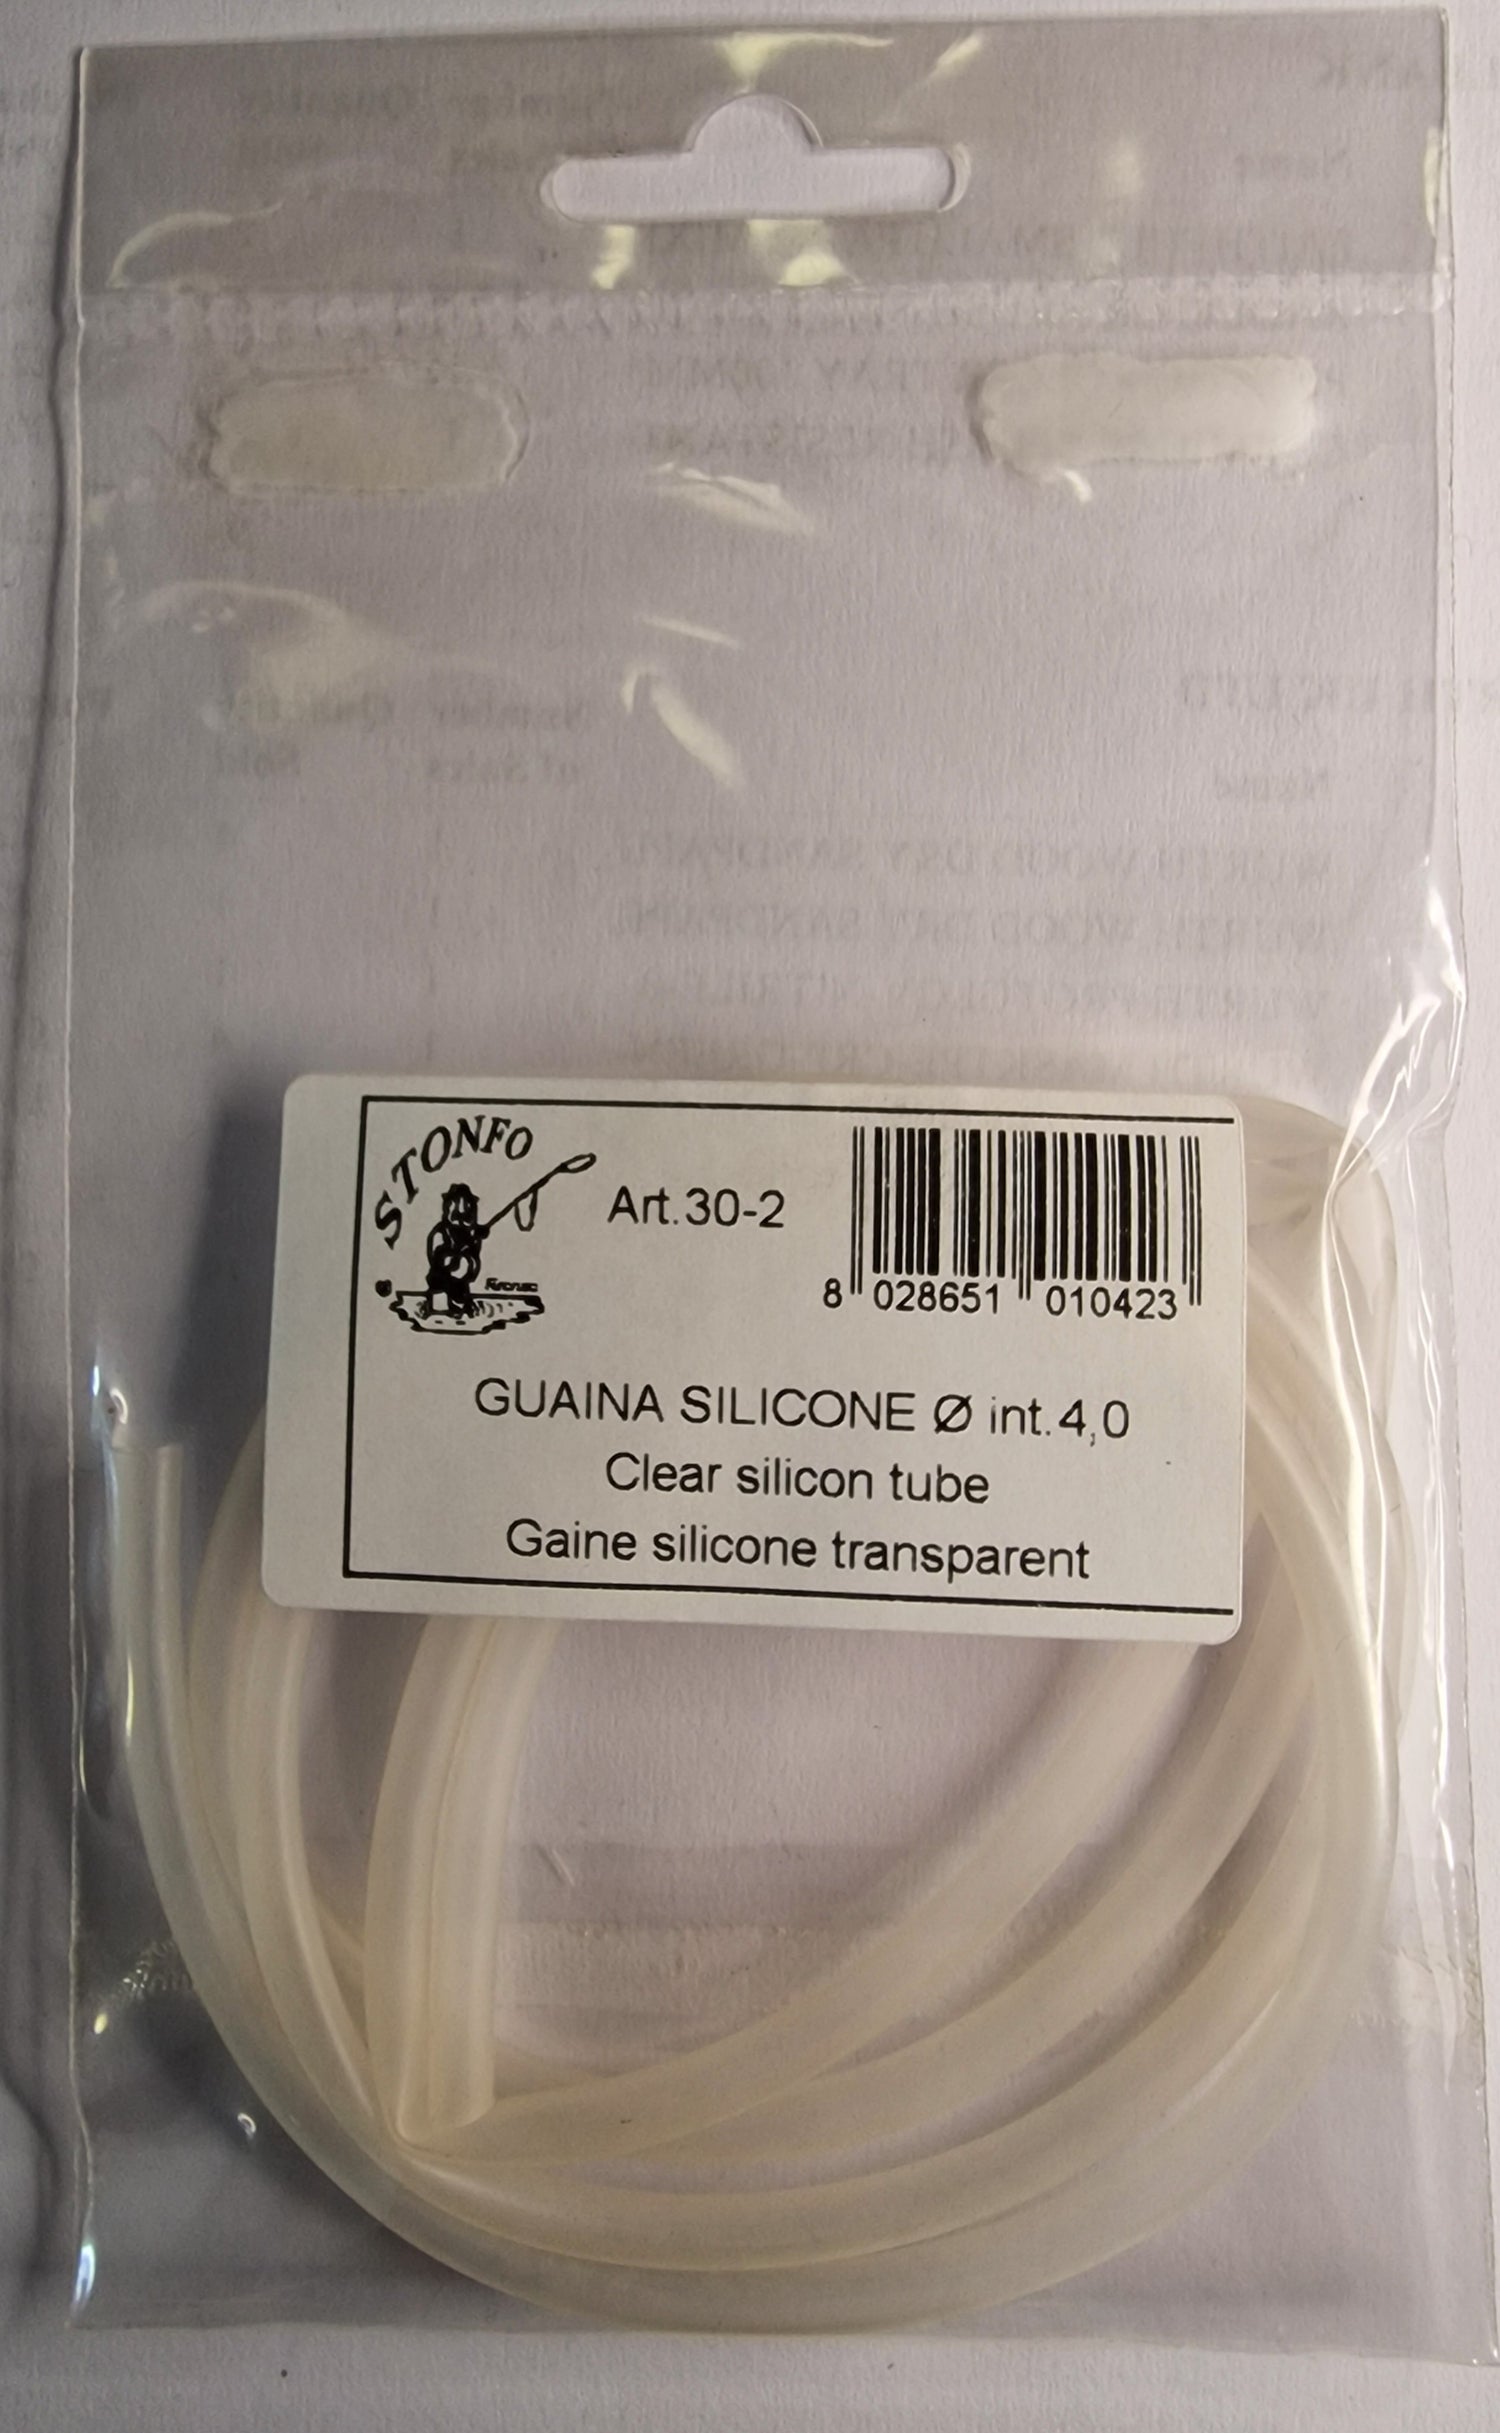 STONFO
Art.30-2
8 028651 010423
GUAINA SILICONE Ø int.4,0
Clear silicon tube
Gaine silicone transparent